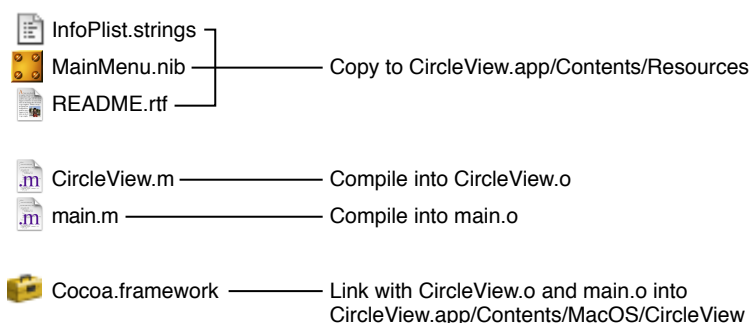 InfoPlist.strings
MainMenu.nib
Copy to CircleView.app/Contents/Resources
README.rtf
.m
CircleView.m
Compile into CircleView.o
.m
main.m
Compile into main.o
Cocoa.framework
Link with CircleView.o and main.o into
CircleView.app/Contents/MacOS/CircleView